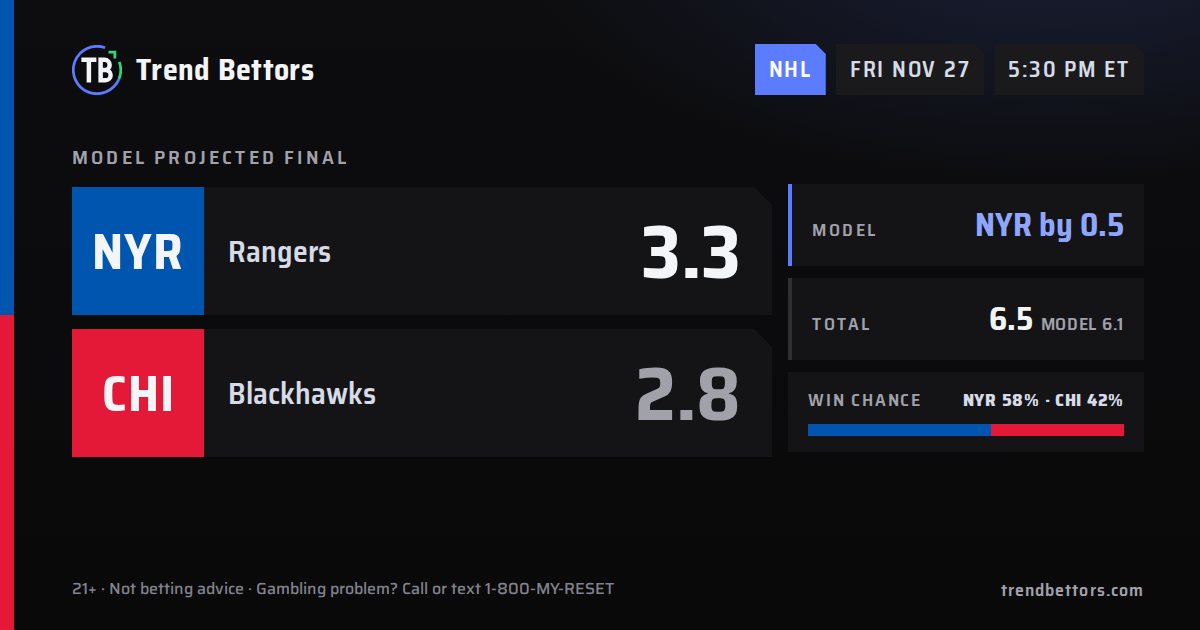 TB Trend Bettors
NHL FRI NOV 27 5:30 PM ET
MODEL PROJECTED FINAL
NYR Rangers 3.3
CHI Blackhawks 2.8
MODEL NYR by 0.5
TOTAL 6.5 MODEL 6.1
WIN CHANCE NYR 58% · CHI 42%
21+ · Not betting advice · Gambling problem? Call or text 1-800-MY-RESET
trendbettors.com